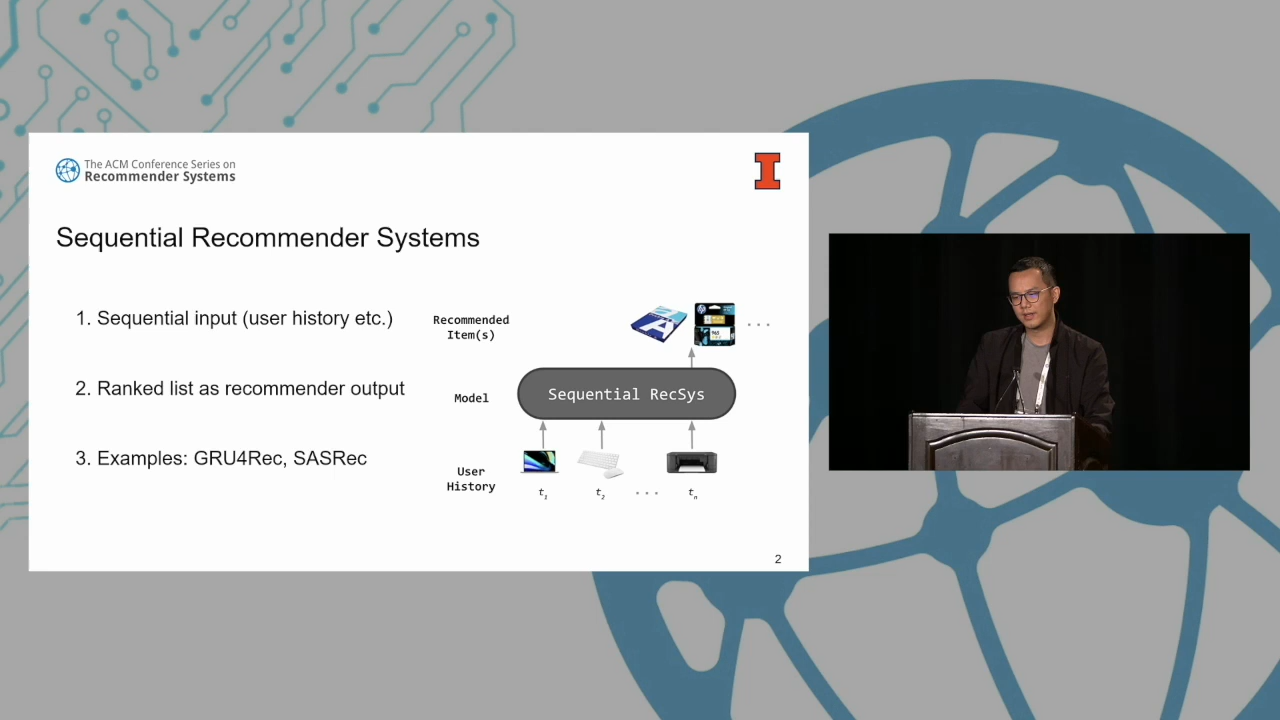 The ACM Conference Series on
Recommender Systems
Sequential Recommender Systems
1. Sequential input (user history etc.)
2. Ranked list as recommender output
3. Examples: GRU4Rec, SASRec
Recommended
Item(s)
...
Model
Sequential RecSys
User
History
t1
t2
...
tn
2